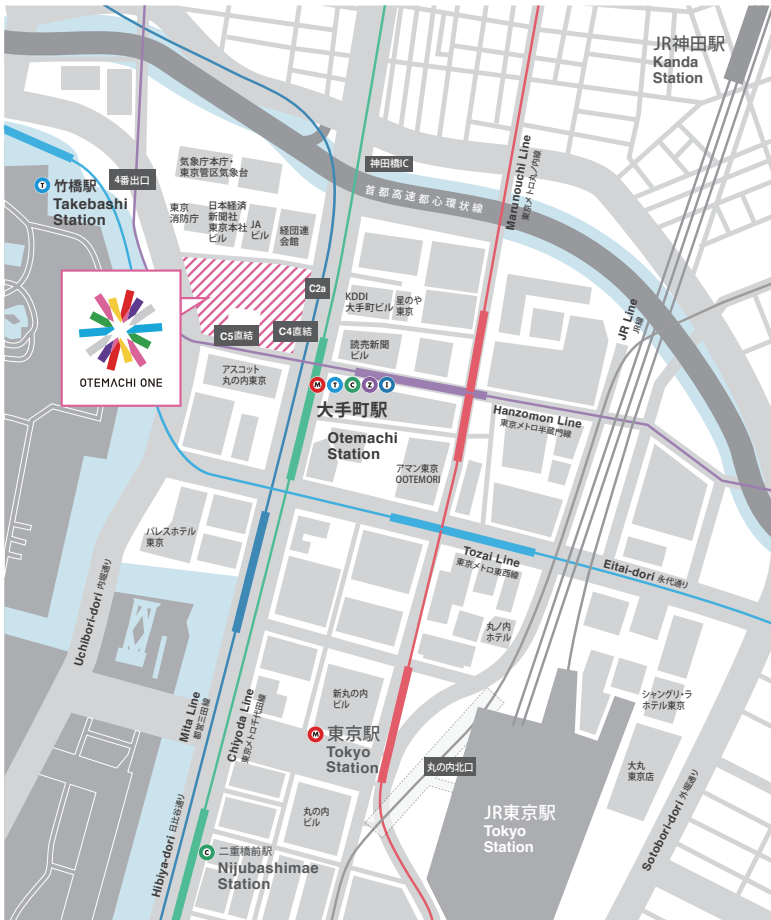 JR神田駅
Kanda
Station
神田橋IC
首都高速都心環状線
Marunouchi Line
東京メトロ丸ノ内線
気象庁本庁・
東京管区気象台
4番出口
T
竹橋駅
Takebashi
Station
東京
消防庁
日本経済
新聞社
東京本社
ビル
JA
ビル
経団連
会館
C2a
KDDI
大手町ビル
星のや
東京
JR Line
JR線
C5直結
C4直結
OTEMACHI ONE
読売新聞
ビル
アスコット
丸の内東京
M
T
C
Z
I
大手町駅
Otemachi
Station
Hanzomon Line
東京メトロ半蔵門線
アマン東京
OOTEMORI
パレスホテル
東京
Tozai Line
東京メトロ東西線
Eitai-dori 永代通り
Uchibori-dori 内堀通り
丸ノ内
ホテル
Mita Line
都営三田線
Chiyoda Line
東京メトロ千代田線
新丸の内
ビル
シャングリ・ラ
ホテル東京
M
東京駅
Tokyo
Station
丸の内北口
大丸
東京店
丸の内
ビル
JR東京駅
Tokyo
Station
Sotobori-dori 外堀通り
Hibiya-dori 日比谷通り
C
二重橋前駅
Nijubashimae
Station